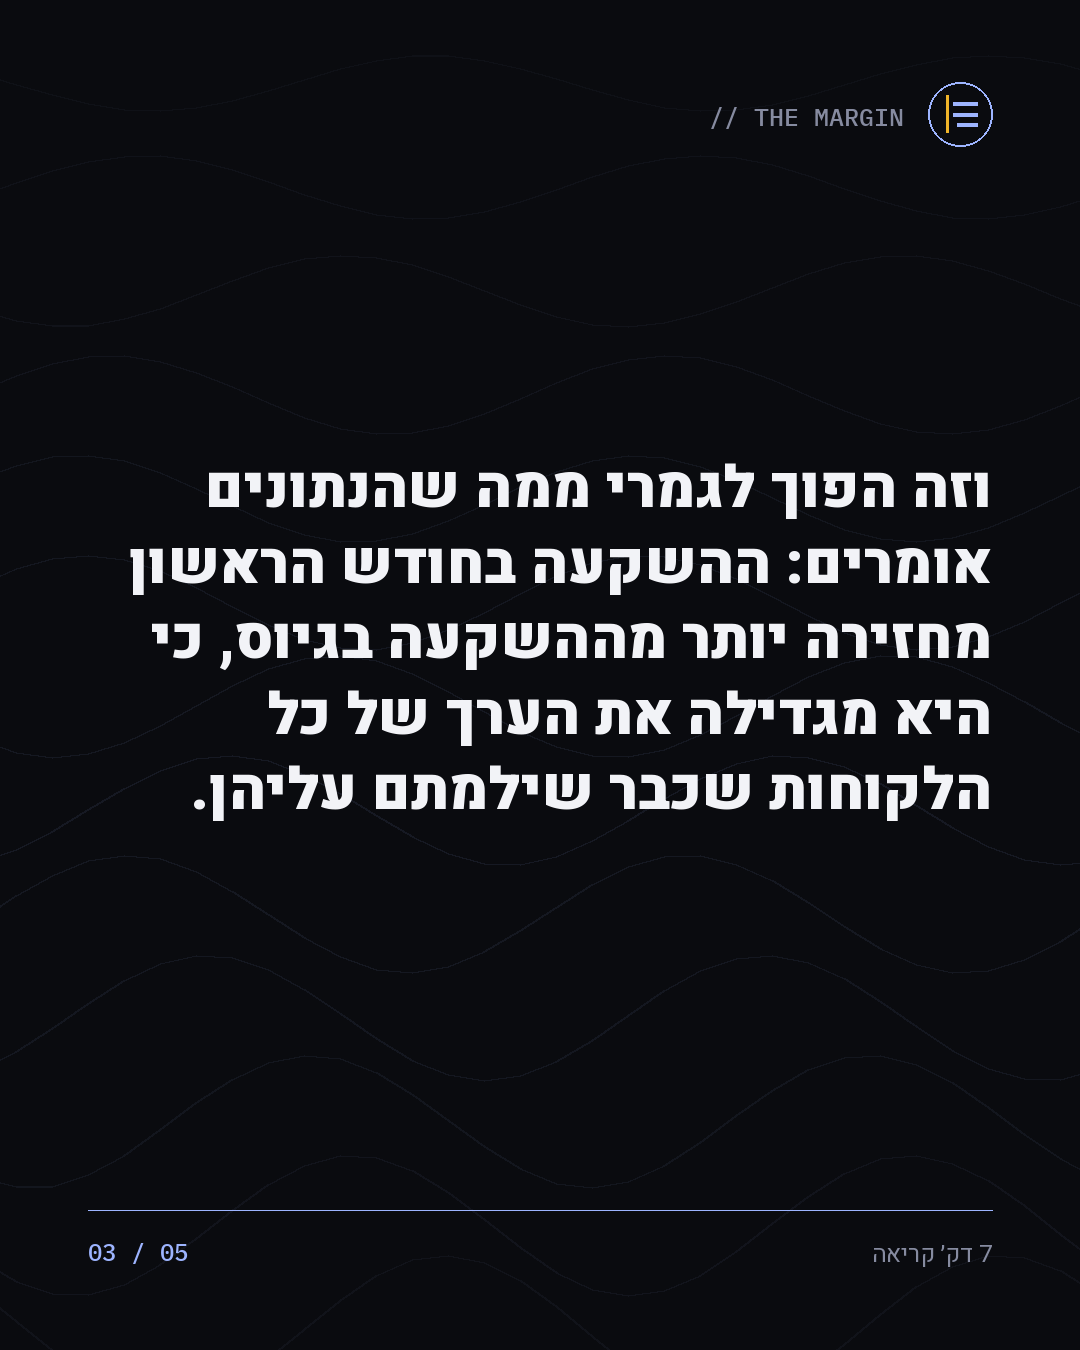 // THE MARGIN
וזה הפוך לגמרי ממה שהנתונים
אומרים: ההשקעה בחודש הראשון
מחזירה יותר מההשקעה בגיוס, כי
היא מגדילה את הערך של כל
הלקוחות שכבר שילמתם עליהן.
7 דק׳ קריאה
03 / 05